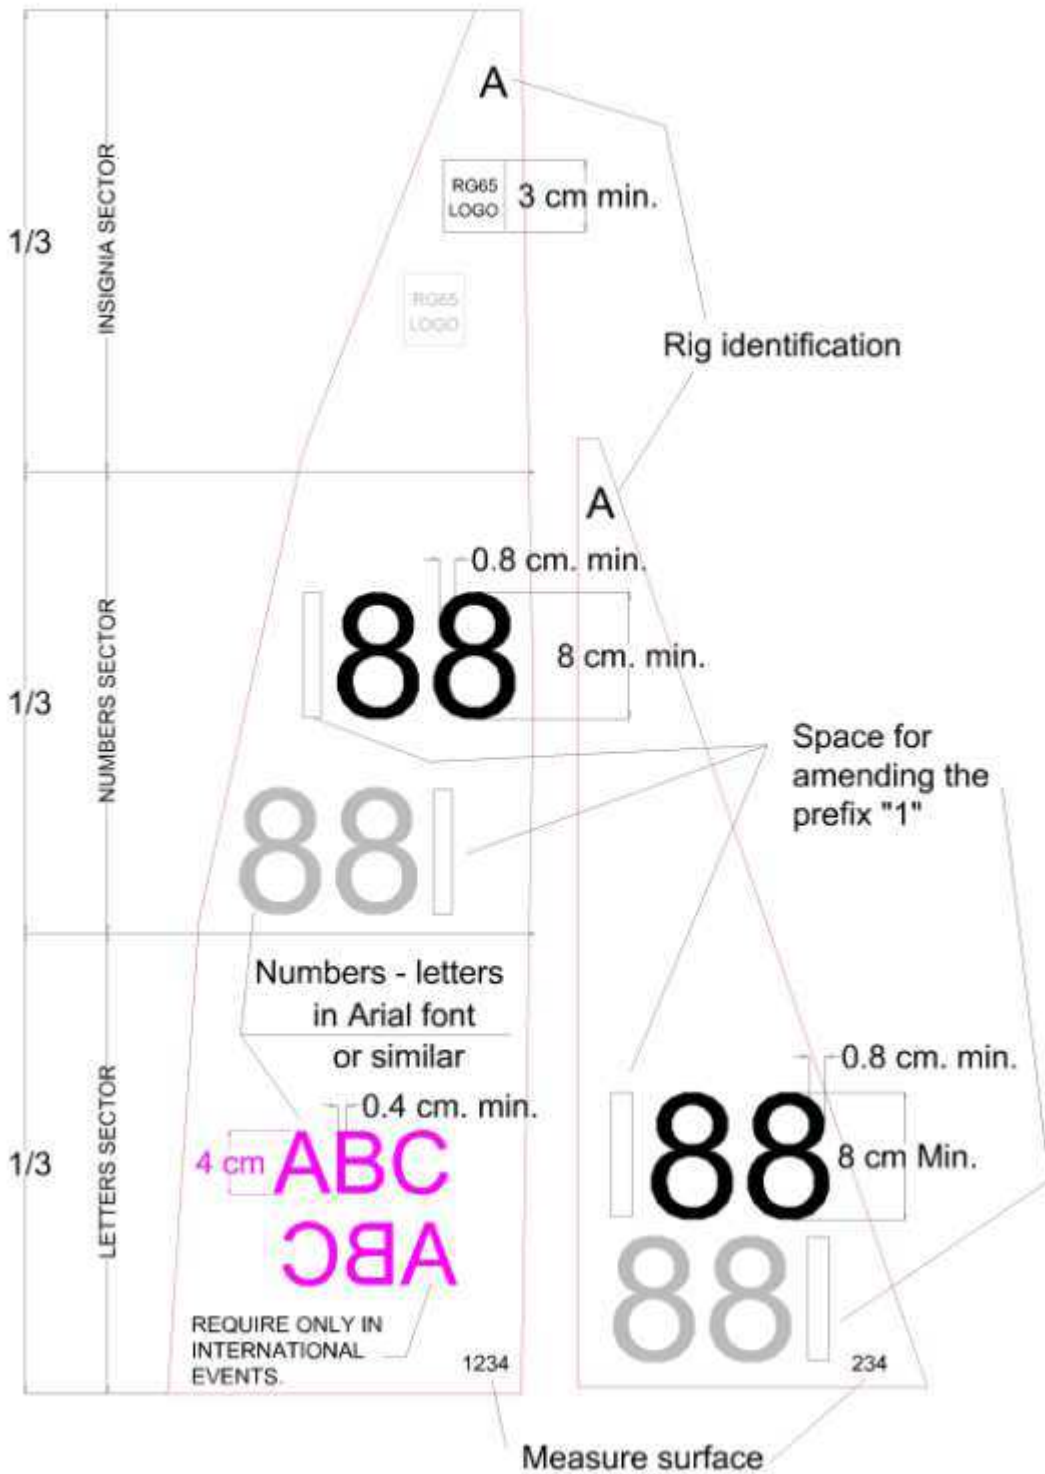 A
INSIGNIA SECTOR
RG65
LOGO
3 cm min.
1/3
RG65
LOGO
Rig identification
A
0.8 cm. min.
88
8 cm. min.
NUMBERS SECTOR
1/3
Space for
amending the
prefix "1"
88
Numbers - letters
in Arial font
or similar
0.8 cm. min.
LETTERS SECTOR
0.4 cm. min.
1/3
4 cm
ABC
88
8 cm Min.
ABC
88
REQUIRE ONLY IN
INTERNATIONAL
EVENTS.
1234
234
Measure surface